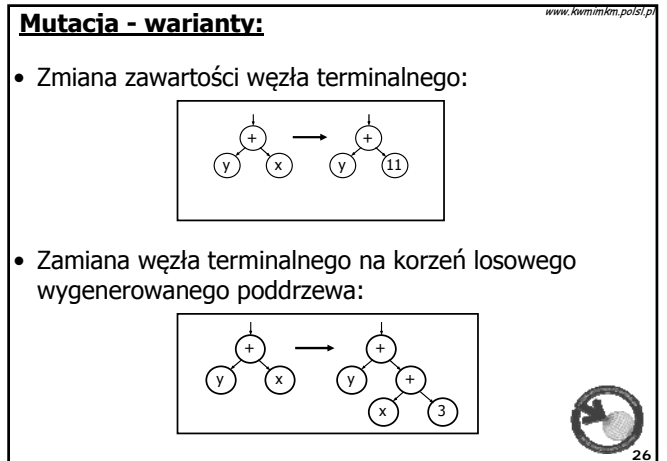 www.kwmimkm.polsl.pl
Mutacja - warianty:
• Zmiana zawartości węzła terminalnego:
+ +
y x y 11
• Zamiana węzła terminalnego na korzeń losowego
wygenerowanego poddrzewa:
+ +
y x y +
x 3
26